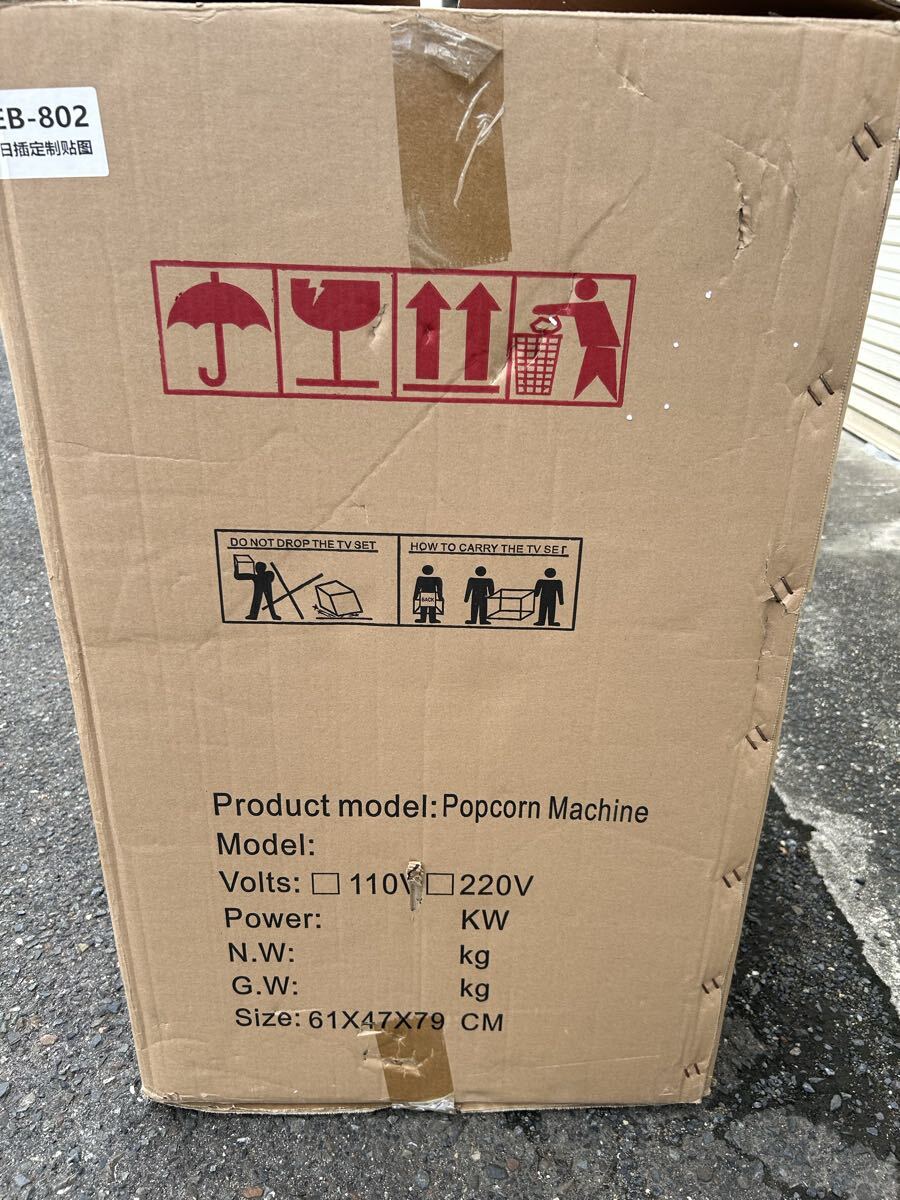 EB-802
日插定制贴图
DO NOT DROP THE TV SET
HOW TO CARRY THE TV SET
BACK
Product model:Popcorn Machine
Model:
Volts: □ 110V □ 220V
Power: KW
N.W: kg
G.W: kg
Size: 61X47X79 CM